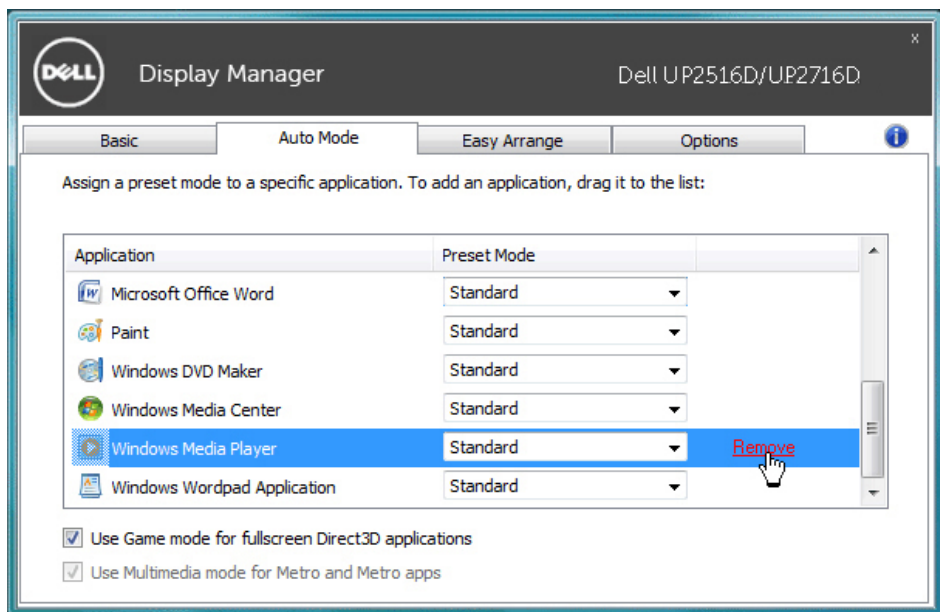 x
DELL Display Manager Dell UP2516D/UP2716D
Basic Auto Mode Easy Arrange Options i
Assign a preset mode to a specific application. To add an application, drag it to the list:
Application Preset Mode
W Microsoft Office Word Standard
Paint Standard
Windows DVD Maker Standard
Windows Media Center Standard
Windows Media Player Standard Remove
Windows Wordpad Application Standard
Use Game mode for fullscreen Direct3D applications
Use Multimedia mode for Metro and Metro apps